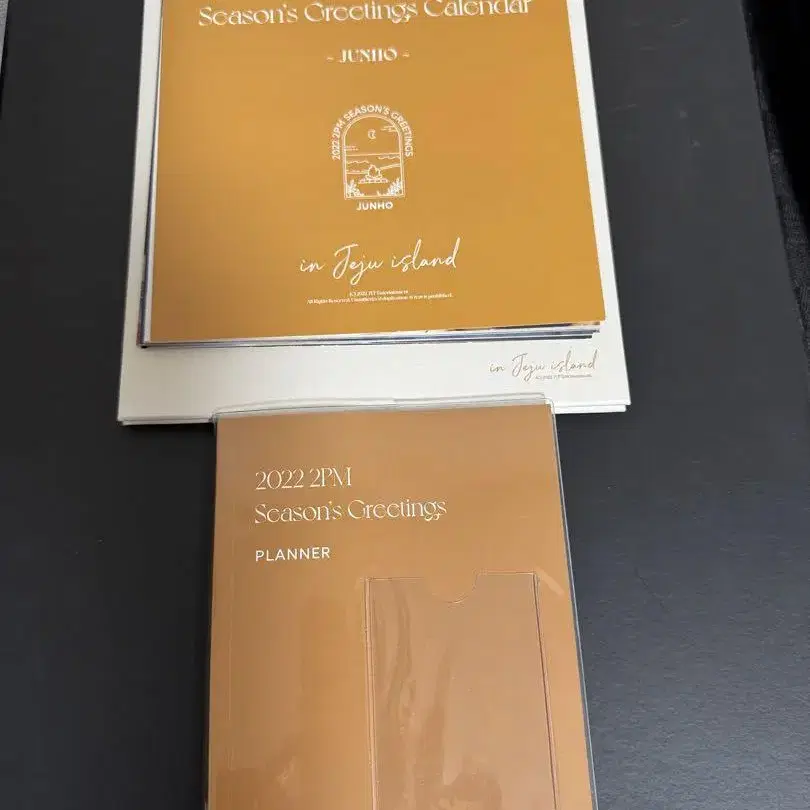 Season's Greetings Calendar
- JUNHO -
2022 2PM SEASON'S GREETINGS
JUNHO
in Jeju island
in Jeju island
2022 2PM
Season's Greetings
PLANNER